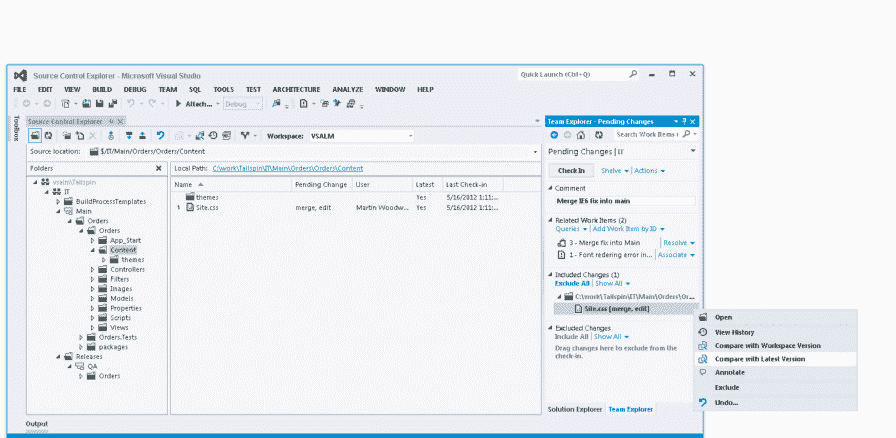 Source Control Explorer - Microsoft Visual Studio
Quick Launch (Ctrl+Q)
FILE EDIT VIEW BUILD DEBUG TEAM SQL TOOLS TEST ARCHITECTURE ANALYZE WINDOW HELP
Attach... Debug
Toolbox
Source Control Explorer
Workspace: VSALM
Source location: $/IT/Main/Orders/Orders/Content
Folders
Local Path: C:\work\Tailspin\IT\Main\Orders\Orders\Content
Name Pending Change User Latest Last Check-in
themes Yes 5/16/2012 1:11:...
Site.css merge, edit Martin Woodw... Yes 5/16/2012 1:11:...
vsalm\Tailspin
IT
BuildProcessTemplates
Main
Orders
Orders
App_Start
Content
themes
Controllers
Filters
Images
Models
Properties
Scripts
Views
Orders.Tests
packages
Releases
QA
Orders
Output
Team Explorer - Pending Changes
Search Work Items (
Pending Changes | IT
Check In Shelve Actions
Comment
Merge IE6 fix into main
Related Work Items (2)
Queries Add Work Item by ID
3 - Merge fix into Main Resolve
1 - Font redering error in... Associate
Included Changes (1)
Exclude All Show All
C:\work\Tailspin\IT\Main\Orders\Or...
Site.css [merge, edit]
Excluded Changes
Include All Show All
Drag changes here to exclude from the
check-in.
Solution Explorer Team Explorer
Open
View History
Compare with Workspace Version
Compare with Latest Version
Annotate
Exclude
Undo...